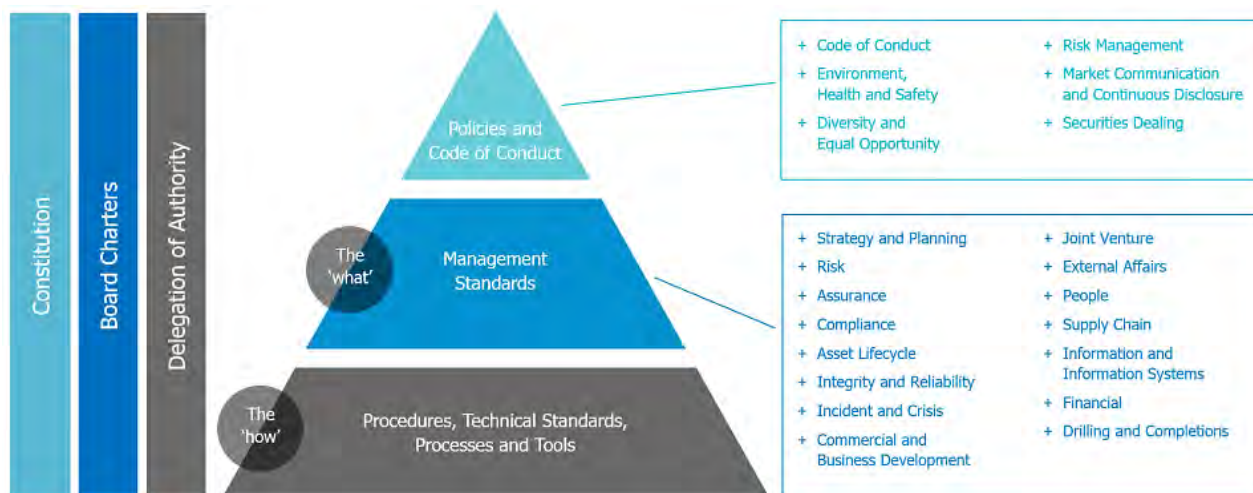 Constitution
Board Charters
Delegation of Authority
Policies and
Code of Conduct
The
‘what’
Management
Standards
The
‘how’
Procedures, Technical Standards,
Processes and Tools
+ Code of Conduct
+ Environment,
Health and Safety
+ Diversity and
Equal Opportunity
+ Risk Management
+ Market Communication
and Continuous Disclosure
+ Securities Dealing
+ Strategy and Planning
+ Risk
+ Assurance
+ Compliance
+ Asset Lifecycle
+ Integrity and Reliability
+ Incident and Crisis
+ Commercial and
Business Development
+ Joint Venture
+ External Affairs
+ People
+ Supply Chain
+ Information and
Information Systems
+ Financial
+ Drilling and Completions